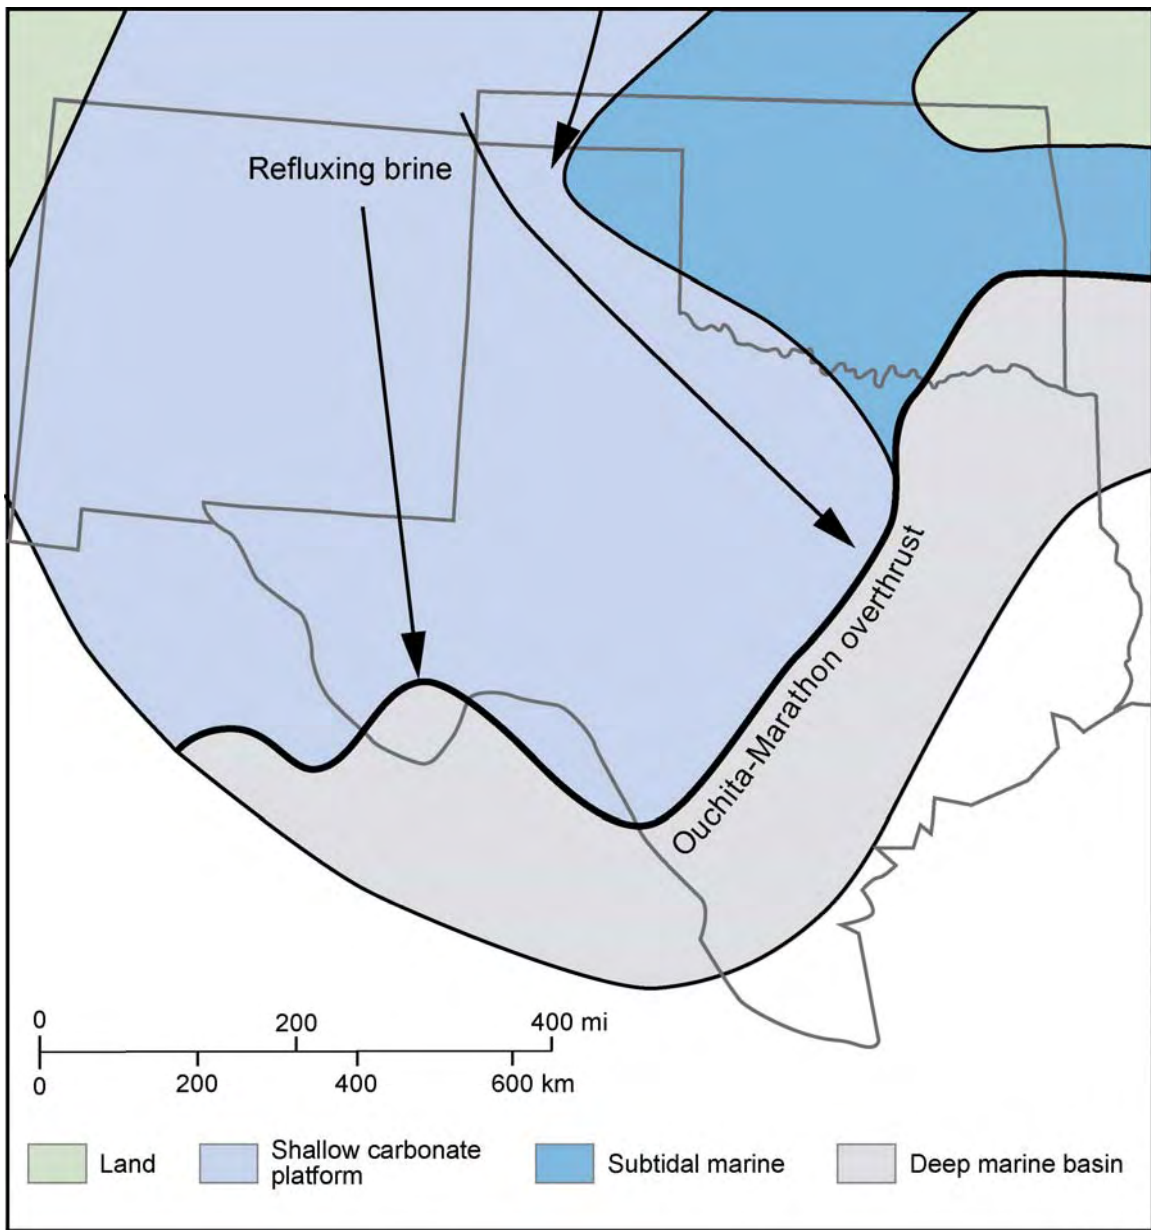 Refluxing brine
Ouchita-Marathon overthrust
0 200 400 mi
0 200 400 600 km
Land
Shallow carbonate
platform
Subtidal marine
Deep marine basin